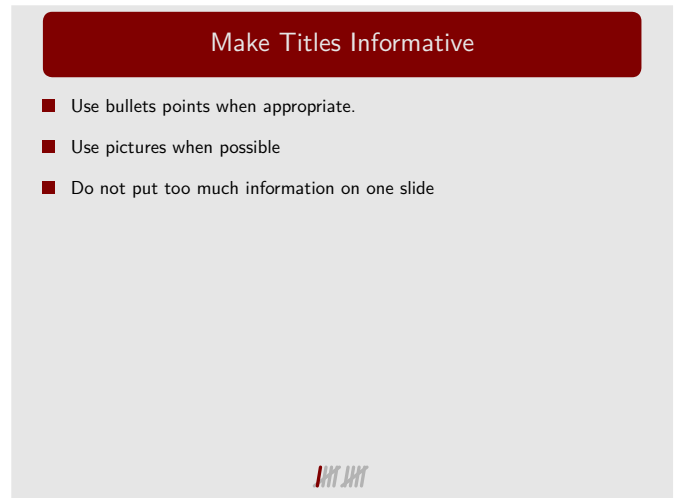 Make Titles Informative
Use bullets points when appropriate.
Use pictures when possible
Do not put too much information on one slide